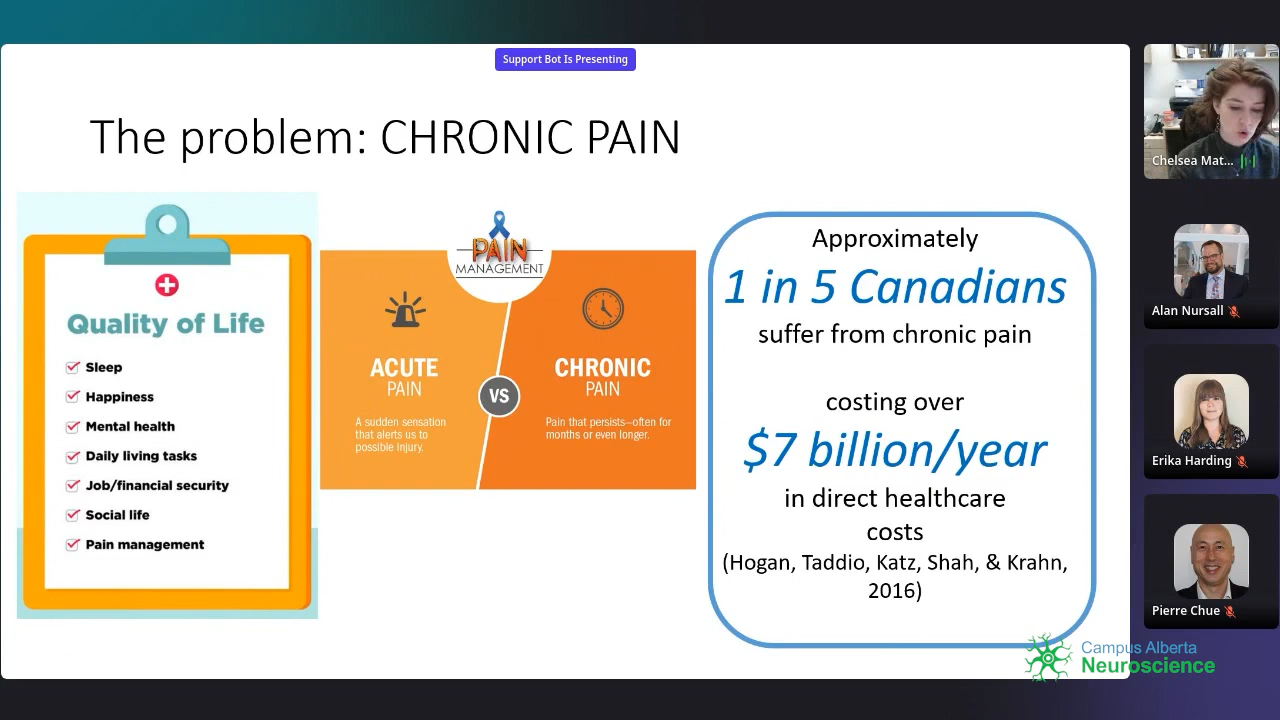 Support Bot Is Presenting
The problem: CHRONIC PAIN
Quality of Life
Sleep
Happiness
Mental health
Daily living tasks
Job/financial security
Social life
Pain management
PAIN
MANAGEMENT
ACUTE
PAIN
A sudden sensation
that alerts us to
possible injury.
VS
CHRONIC
PAIN
Pain that persists—often for
months or even longer.
Approximately
1 in 5 Canadians
suffer from chronic pain
costing over
$7 billion/year
in direct healthcare
costs
(Hogan, Taddio, Katz, Shah, & Krahn,
2016)
Chelsea Mat...
Alan Nursall
Erika Harding
Pierre Chue
Campus Alberta
Neuroscience